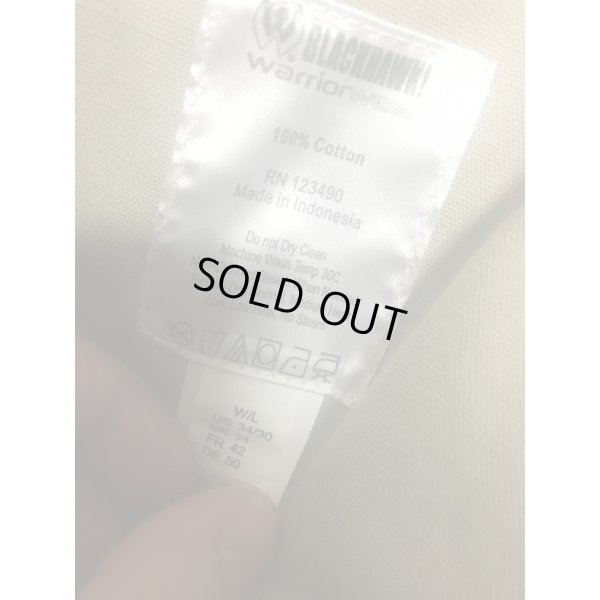 BLACKHAWK!
WarriorWear
100% Cotton
RN 123490
Made in Indonesia
Do not Dry Clean
Machine Wash Temp 30C
SOLD OUT
Steam
W/L
US 34/30
UK 34
FR 42
DE 50